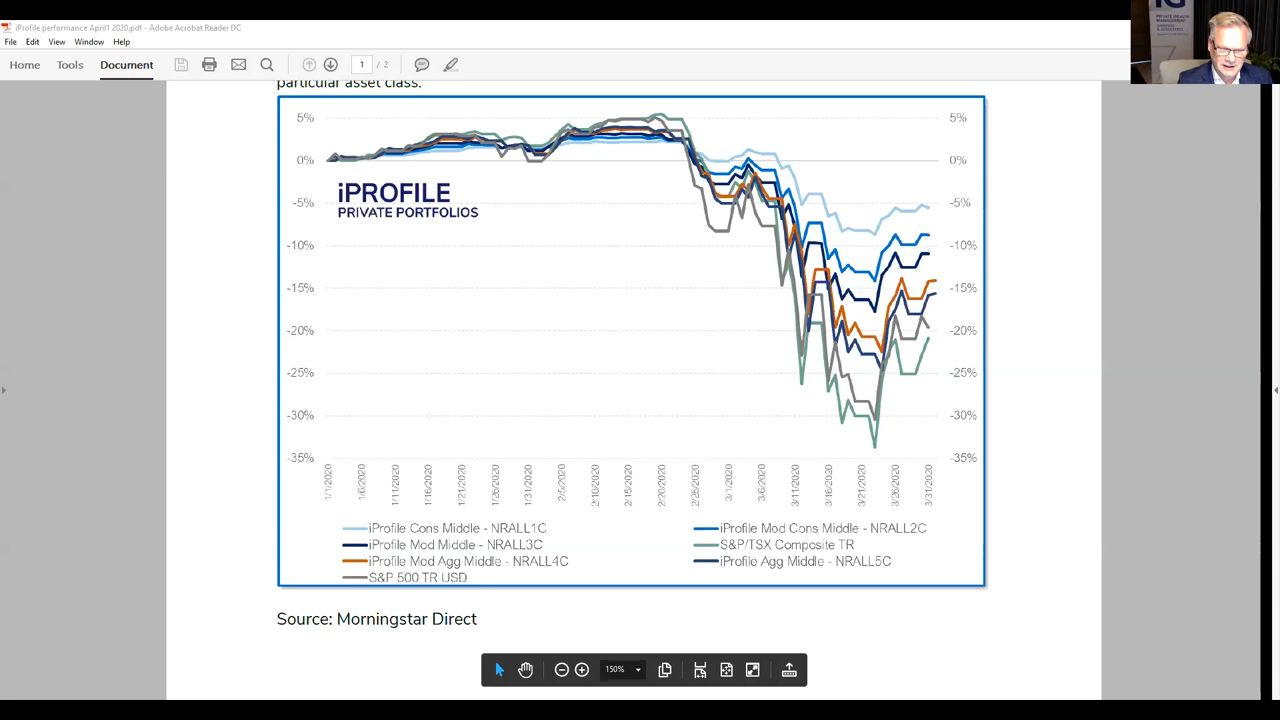 iProfile performance April1 2020.pdf - Adobe Acrobat Reader DC
File Edit View Window Help
Home Tools Document 1 / 2
IG
PRIVATE WEALTH
MANAGEMENT
particular asset class.
5% 5%
0% 0%
iPROFILE
PRIVATE PORTFOLIOS
-5% -5%
-10% -10%
-15% -15%
-20% -20%
-25% -25%
-30% -30%
-35% -35%
1/1/2020 1/6/2020 1/11/2020 1/16/2020 1/21/2020 1/26/2020 1/31/2020 2/5/2020 2/10/2020 2/15/2020 2/20/2020 2/25/2020 3/1/2020 3/6/2020 3/11/2020 3/16/2020 3/21/2020 3/26/2020 3/31/2020
iProfile Cons Middle - NRALL1C iProfile Mod Cons Middle - NRALL2C
iProfile Mod Middle - NRALL3C S&P/TSX Composite TR
iProfile Mod Agg Middle - NRALL4C iProfile Agg Middle - NRALL5C
S&P 500 TR USD
Source: Morningstar Direct
150%